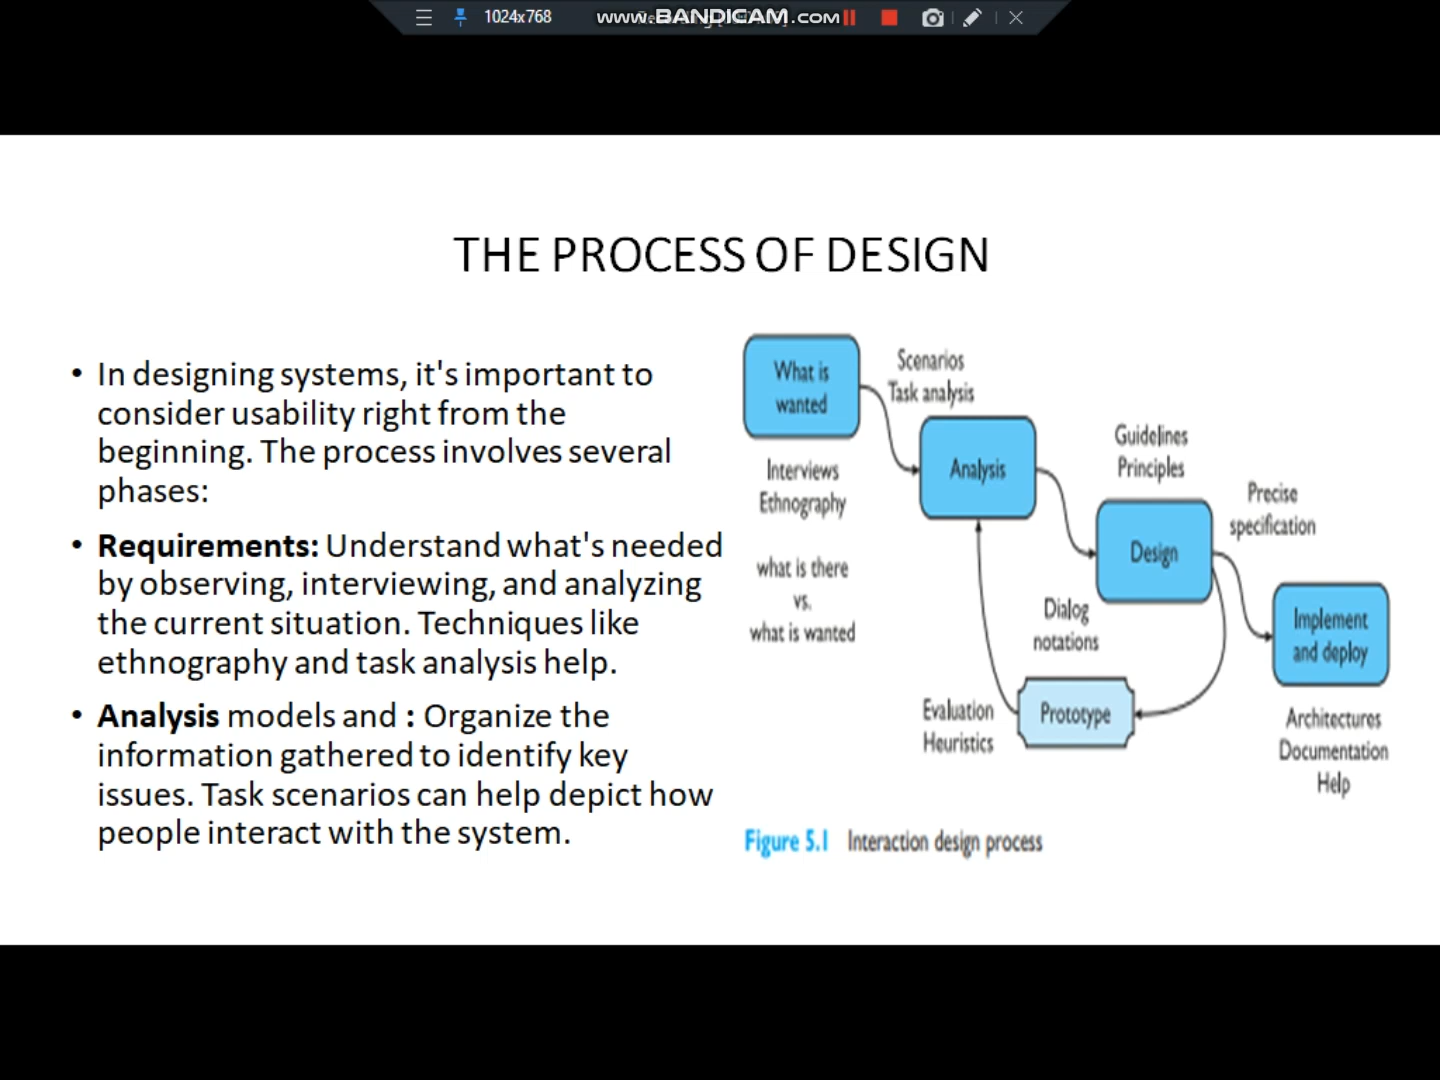 1024x768
www.BANDICAM.com
THE PROCESS OF DESIGN
• In designing systems, it's important to
consider usability right from the
beginning. The process involves several
phases:
• Requirements: Understand what's needed
by observing, interviewing, and analyzing
the current situation. Techniques like
ethnography and task analysis help.
• Analysis models and : Organize the
information gathered to identify key
issues. Task scenarios can help depict how
people interact with the system.
What is
wanted
Scenarios
Task analysis
Interviews
Ethnography
what is there
vs.
what is wanted
Analysis
Guidelines
Principles
Design
Precise
specification
Dialog
notations
Implement
and deploy
Evaluation
Heuristics
Prototype
Architectures
Documentation
Help
Figure 5.1 Interaction design process